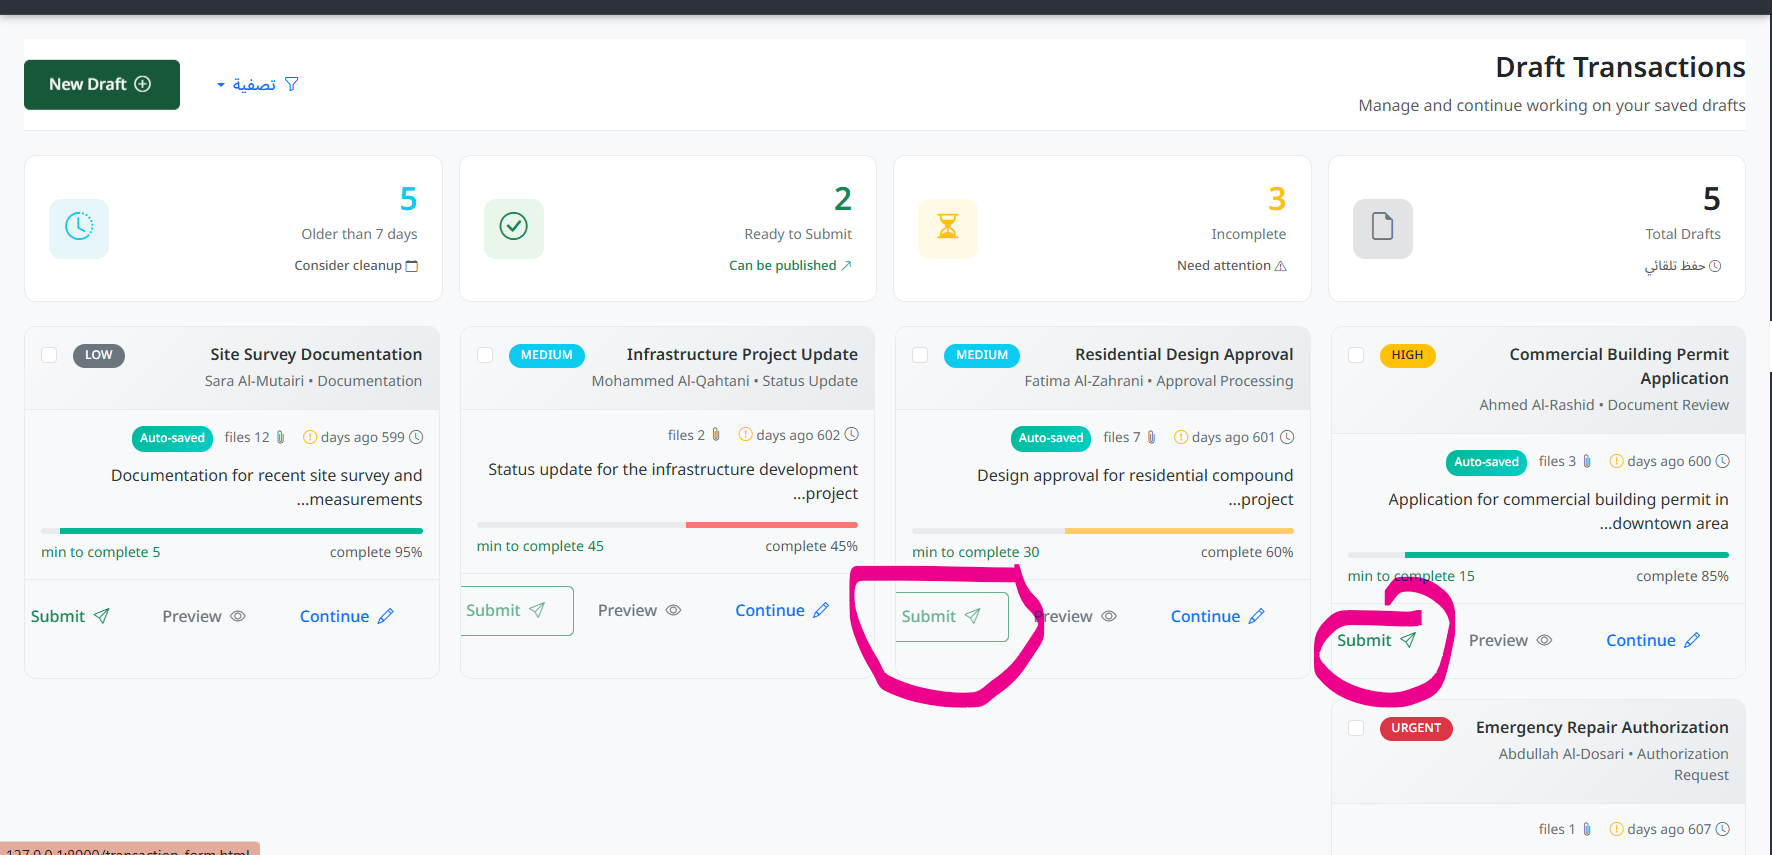 Draft Transactions
Manage and continue working on your saved drafts
تصفية
New Draft
5
Total Drafts
حفظ تلقائي
3
Incomplete
Need attention
2
Ready to Submit
Can be published
5
Older than 7 days
Consider cleanup
HIGH
Commercial Building Permit
Application
Ahmed Al-Rashid • Document Review
Auto-saved files 3 days ago 600
Application for commercial building permit in
...downtown area
min to complete 15 complete 85%
Submit Preview Continue
MEDIUM
Residential Design Approval
Fatima Al-Zahrani • Approval Processing
Auto-saved files 7 days ago 601
Design approval for residential compound
...project
min to complete 30 complete 60%
Submit Preview Continue
MEDIUM
Infrastructure Project Update
Mohammed Al-Qahtani • Status Update
files 2 days ago 602
Status update for the infrastructure development
...project
min to complete 45 complete 45%
Submit Preview Continue
LOW
Site Survey Documentation
Sara Al-Mutairi • Documentation
Auto-saved files 12 days ago 599
Documentation for recent site survey and
...measurements
min to complete 5 complete 95%
Submit Preview Continue
URGENT
Emergency Repair Authorization
Abdullah Al-Dosari • Authorization
Request
files 1 days ago 607
127.0.0.1:8000/transaction_form.html